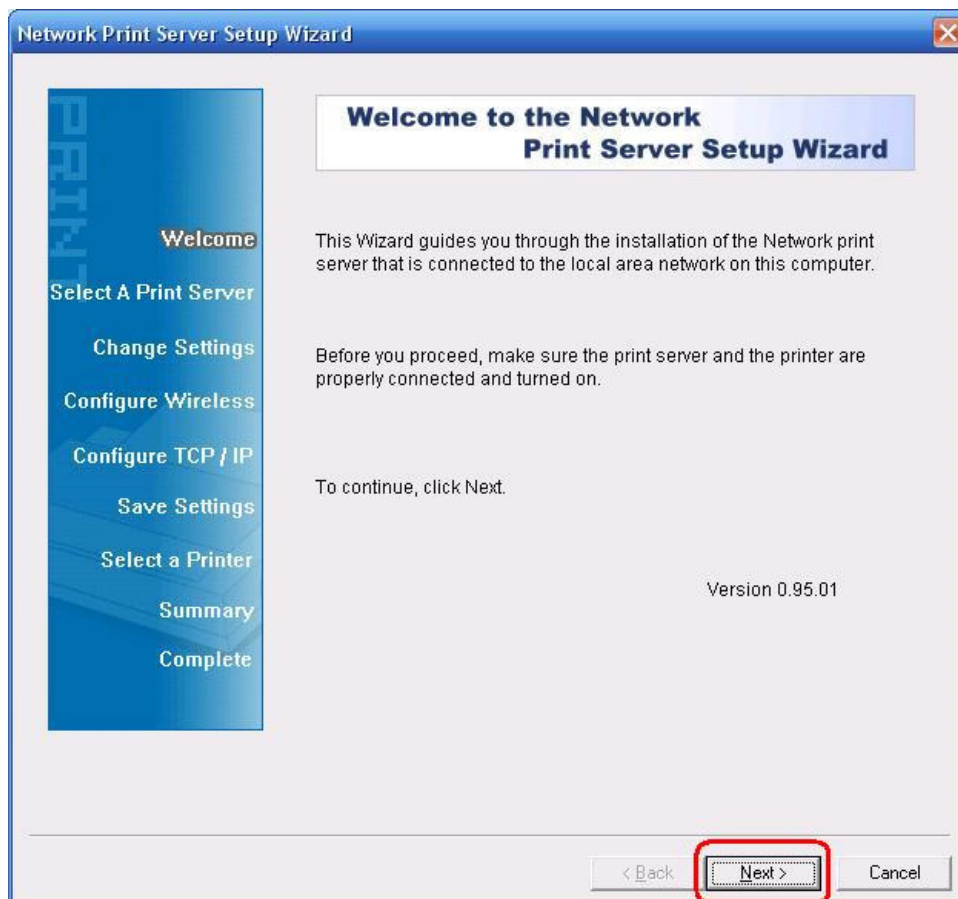 Network Print Server Setup Wizard
PRINT
Welcome
Select A Print Server
Change Settings
Configure Wireless
Configure TCP / IP
Save Settings
Select a Printer
Summary
Complete
Welcome to the Network
Print Server Setup Wizard
This Wizard guides you through the installation of the Network print
server that is connected to the local area network on this computer.
Before you proceed, make sure the print server and the printer are
properly connected and turned on.
To continue, click Next.
Version 0.95.01
< Back
Next >
Cancel